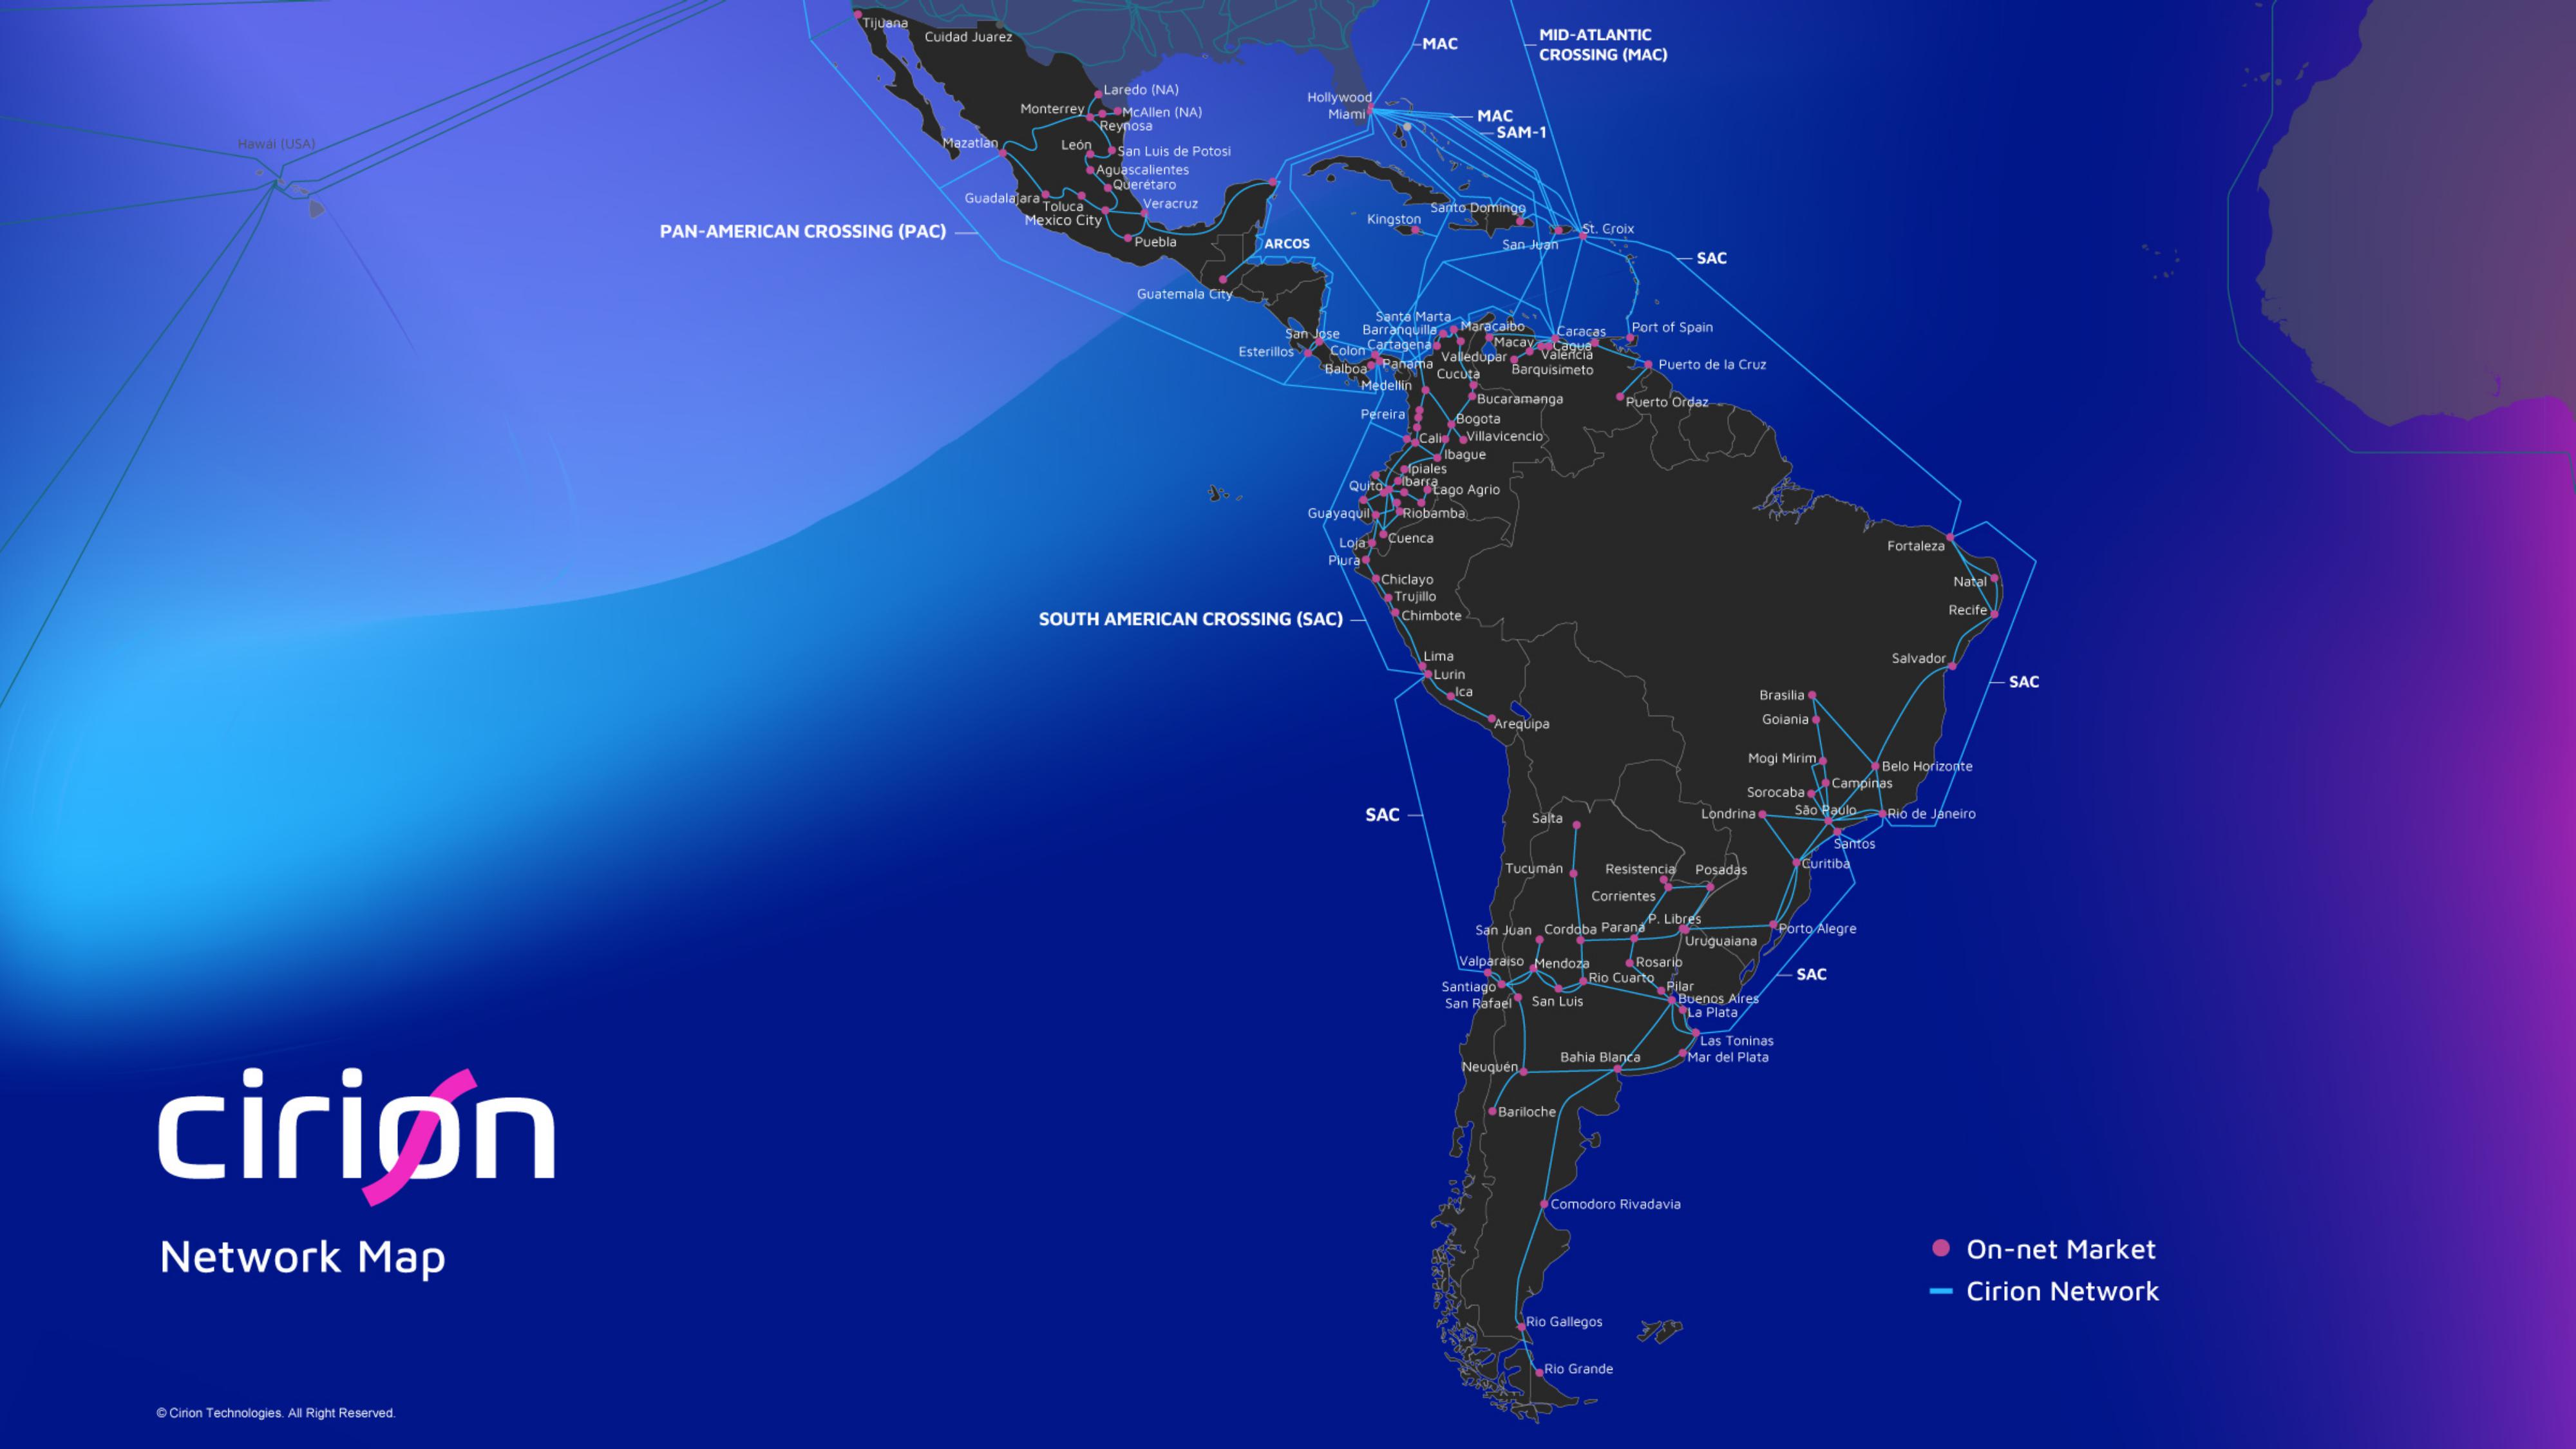 Tijuana
Cuidad Juarez
MAC
MID-ATLANTIC
CROSSING (MAC)
Laredo (NA)
Monterrey
McAllen (NA)
Reynosa
Hollywood
Miami
MAC
SAM-1
Hawái (USA)
Mazatlán
León
San Luis de Potosi
Aguascalientes
Querétaro
Guadalajara
Toluca
Veracruz
Mexico City
Puebla
PAN-AMERICAN CROSSING (PAC)
Kingston
Santo Domingo
San Juan
St. Croix
ARCOS
SAC
Guatemala City
Santa Marta
Barranquilla
Maracaibo
Caracas
Port of Spain
San Jose
Esterillos
Colon
Cartagena
Macay
Cagua
Valencia
Valledupar
Balboa
Panama
Barquisimeto
Puerto de la Cruz
Cucuta
Medellin
Bucaramanga
Puerto Ordaz
Pereira
Bogota
Cali
Villavicencio
Ibague
Ipiales
Ibarra
Quito
Lago Agrio
Guayaquil
Riobamba
Cuenca
Loja
Piura
Fortaleza
Chiclayo
Natal
Trujillo
Chimbote
Recife
SOUTH AMERICAN CROSSING (SAC)
Lima
Lurin
Ica
Arequipa
Salvador
SAC
Brasilia
Goiania
Mogi Mirim
Belo Horizonte
Campinas
Sorocaba
São Paulo
Londrina
Rio de Janeiro
SAC
Salta
Santos
Curitiba
Tucumán
Resistencia
Posadas
Corrientes
P. Libres
San Juan
Cordoba
Paraná
Porto Alegre
Uruguaiana
Valparaiso
Mendoza
Rosario
SAC
Rio Cuarto
Santiago
San Rafael
San Luis
Pilar
Buenos Aires
La Plata
Las Toninas
Bahia Blanca
Mar del Plata
Neuquén
Bariloche
Comodoro Rivadavia
Rio Gallegos
Rio Grande
cirion
Network Map
On-net Market
Cirion Network
© Cirion Technologies. All Right Reserved.